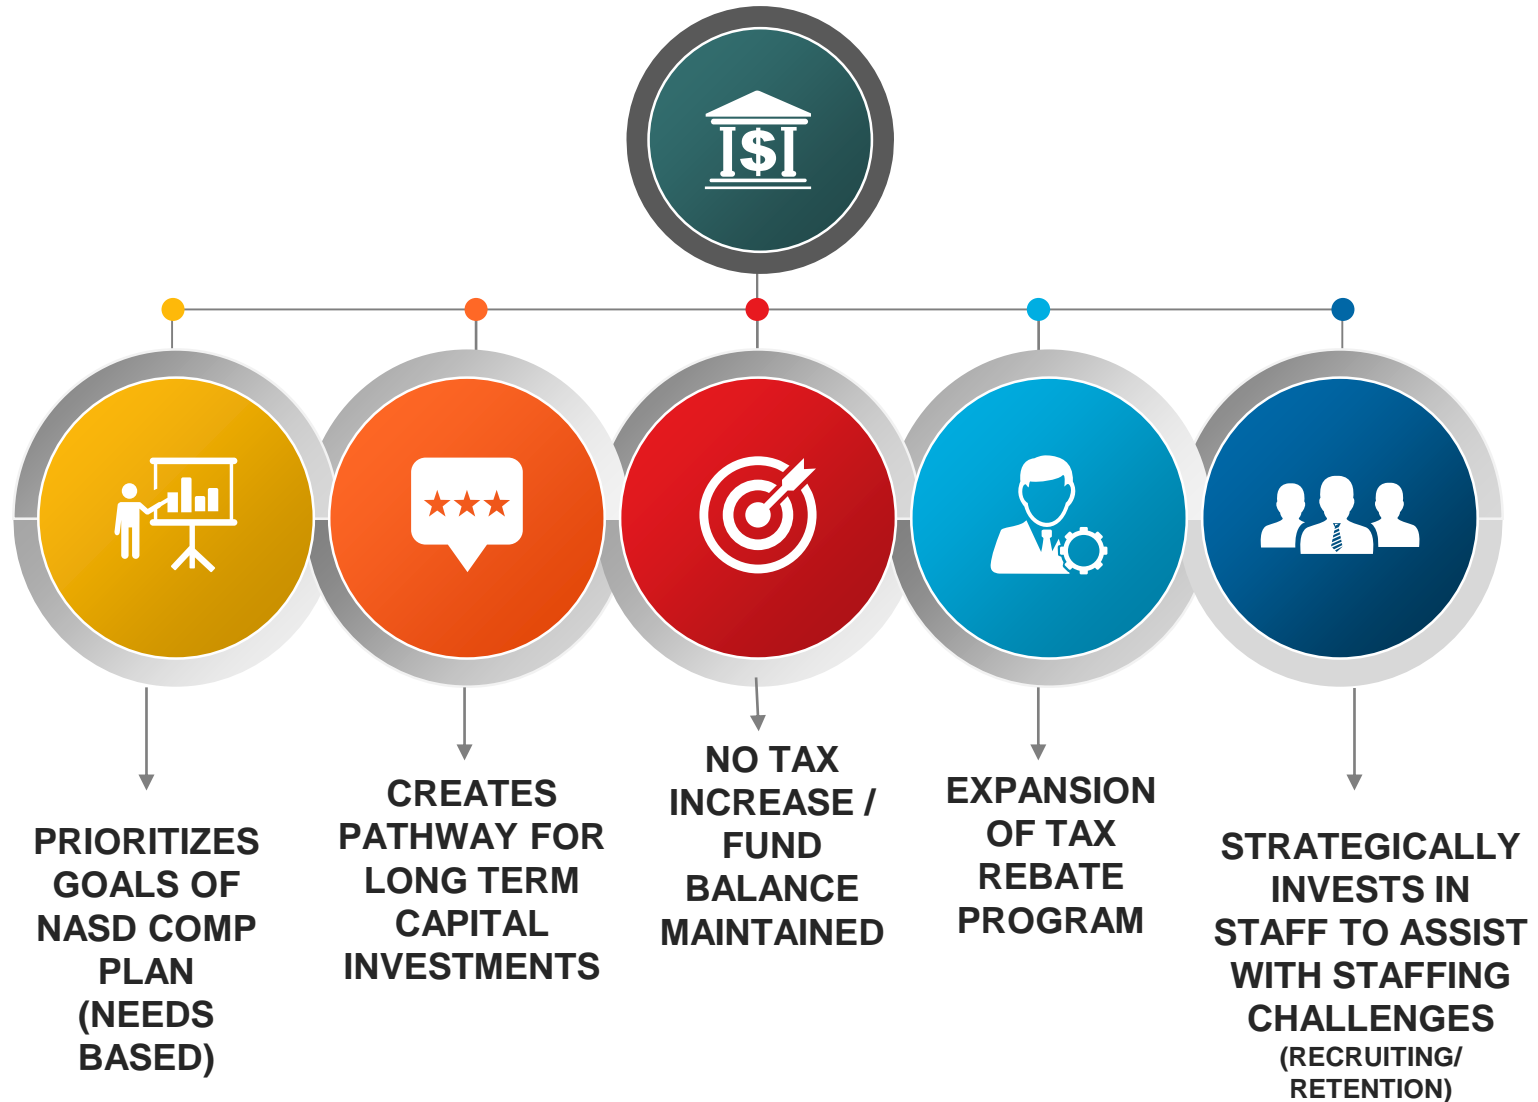 $
PRIORITIZES
GOALS OF
NASD COMP
PLAN
(NEEDS
BASED)
CREATES
PATHWAY FOR
LONG TERM
CAPITAL
INVESTMENTS
NO TAX
INCREASE /
FUND
BALANCE
MAINTAINED
EXPANSION
OF TAX
REBATE
PROGRAM
STRATEGICALLY
INVESTS IN
STAFF TO ASSIST
WITH STAFFING
CHALLENGES
(RECRUITING/
RETENTION)